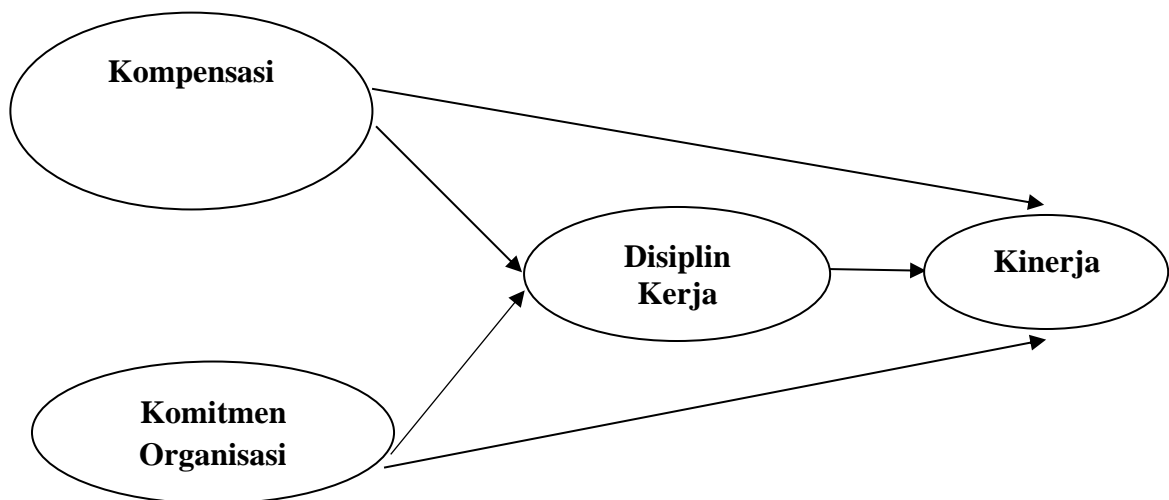 Kompensasi
Disiplin
Kerja
Kinerja
Komitmen
Organisasi